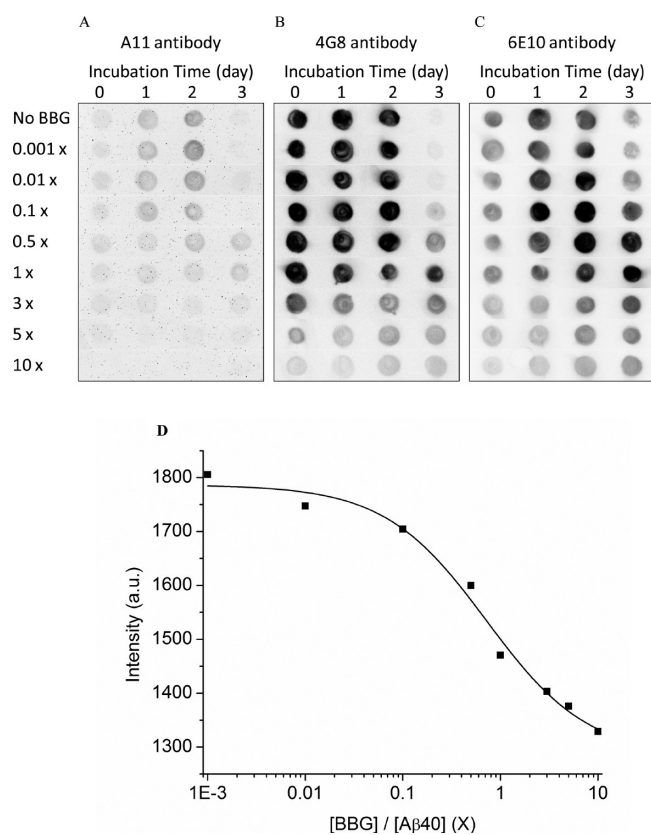 A B C
A11 antibody 4G8 antibody 6E10 antibody
Incubation Time (day) Incubation Time (day) Incubation Time (day)
0 1 2 3 0 1 2 3 0 1 2 3
No BBG
0.001 x
0.01 x
0.1 x
0.5 x
1 x
3 x
5 x
10 x
D
1800
1700
1600
1500
1400
1300
Intensity (a.u.)
1E-3 0.01 0.1 1 10
[BBG] / [Aβ40] (X)